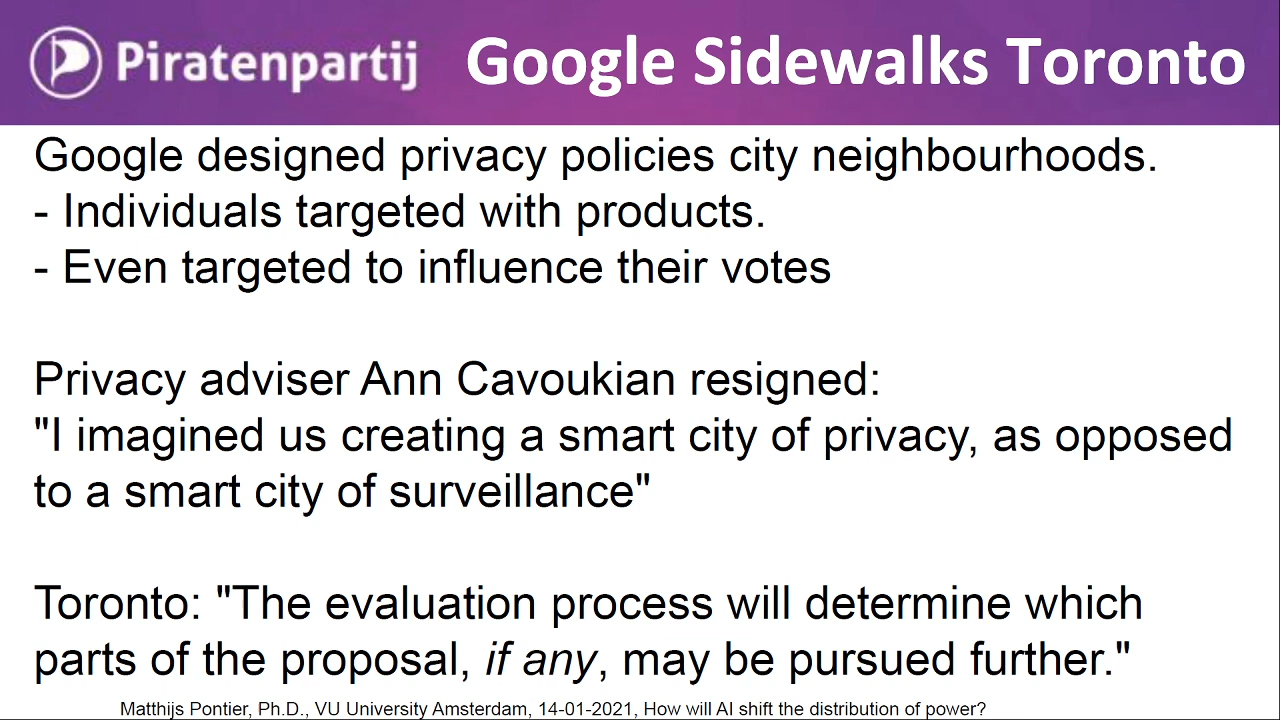 Piratenpartij Google Sidewalks Toronto
Google designed privacy policies city neighbourhoods.
- Individuals targeted with products.
- Even targeted to influence their votes
Privacy adviser Ann Cavoukian resigned:
"I imagined us creating a smart city of privacy, as opposed
to a smart city of surveillance"
Toronto: "The evaluation process will determine which
parts of the proposal, if any, may be pursued further."
Matthijs Pontier, Ph.D., VU University Amsterdam, 14-01-2021, How will AI shift the distribution of power?